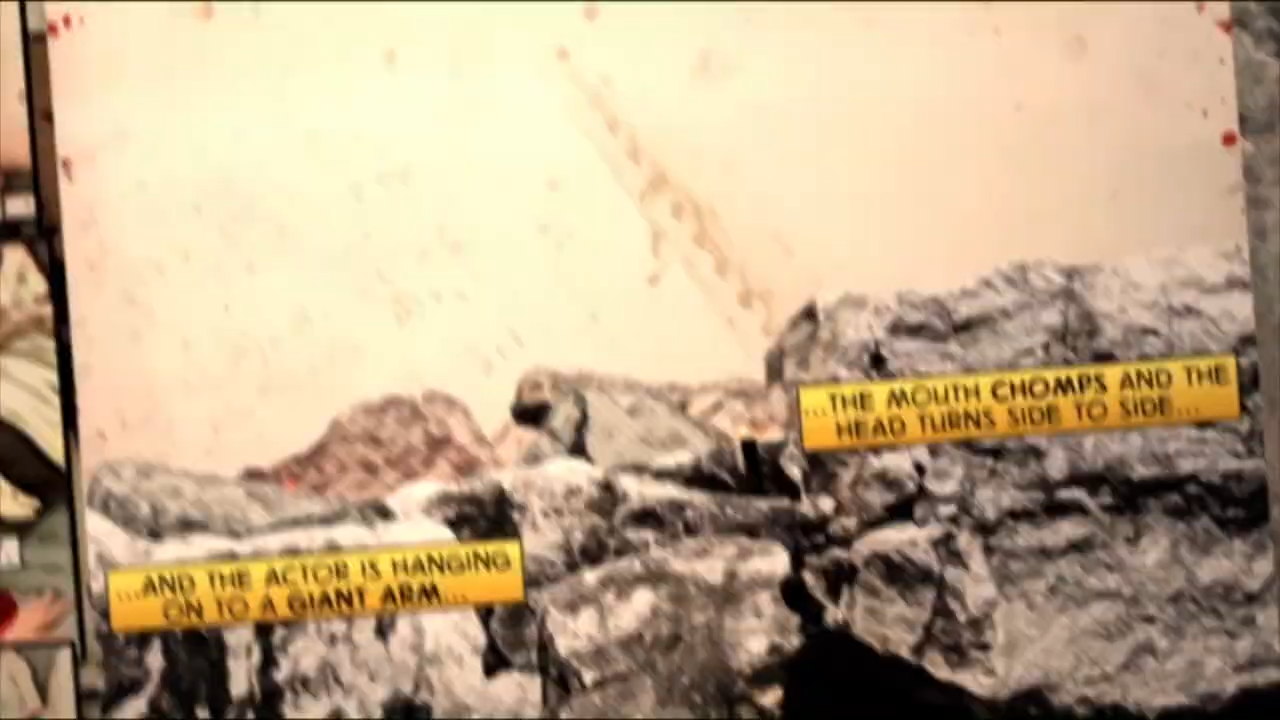 ...AND THE ACTOR IS HANGING
ON TO A GIANT ARM...
...THE MOUTH CHOMPS AND THE
HEAD TURNS SIDE TO SIDE...